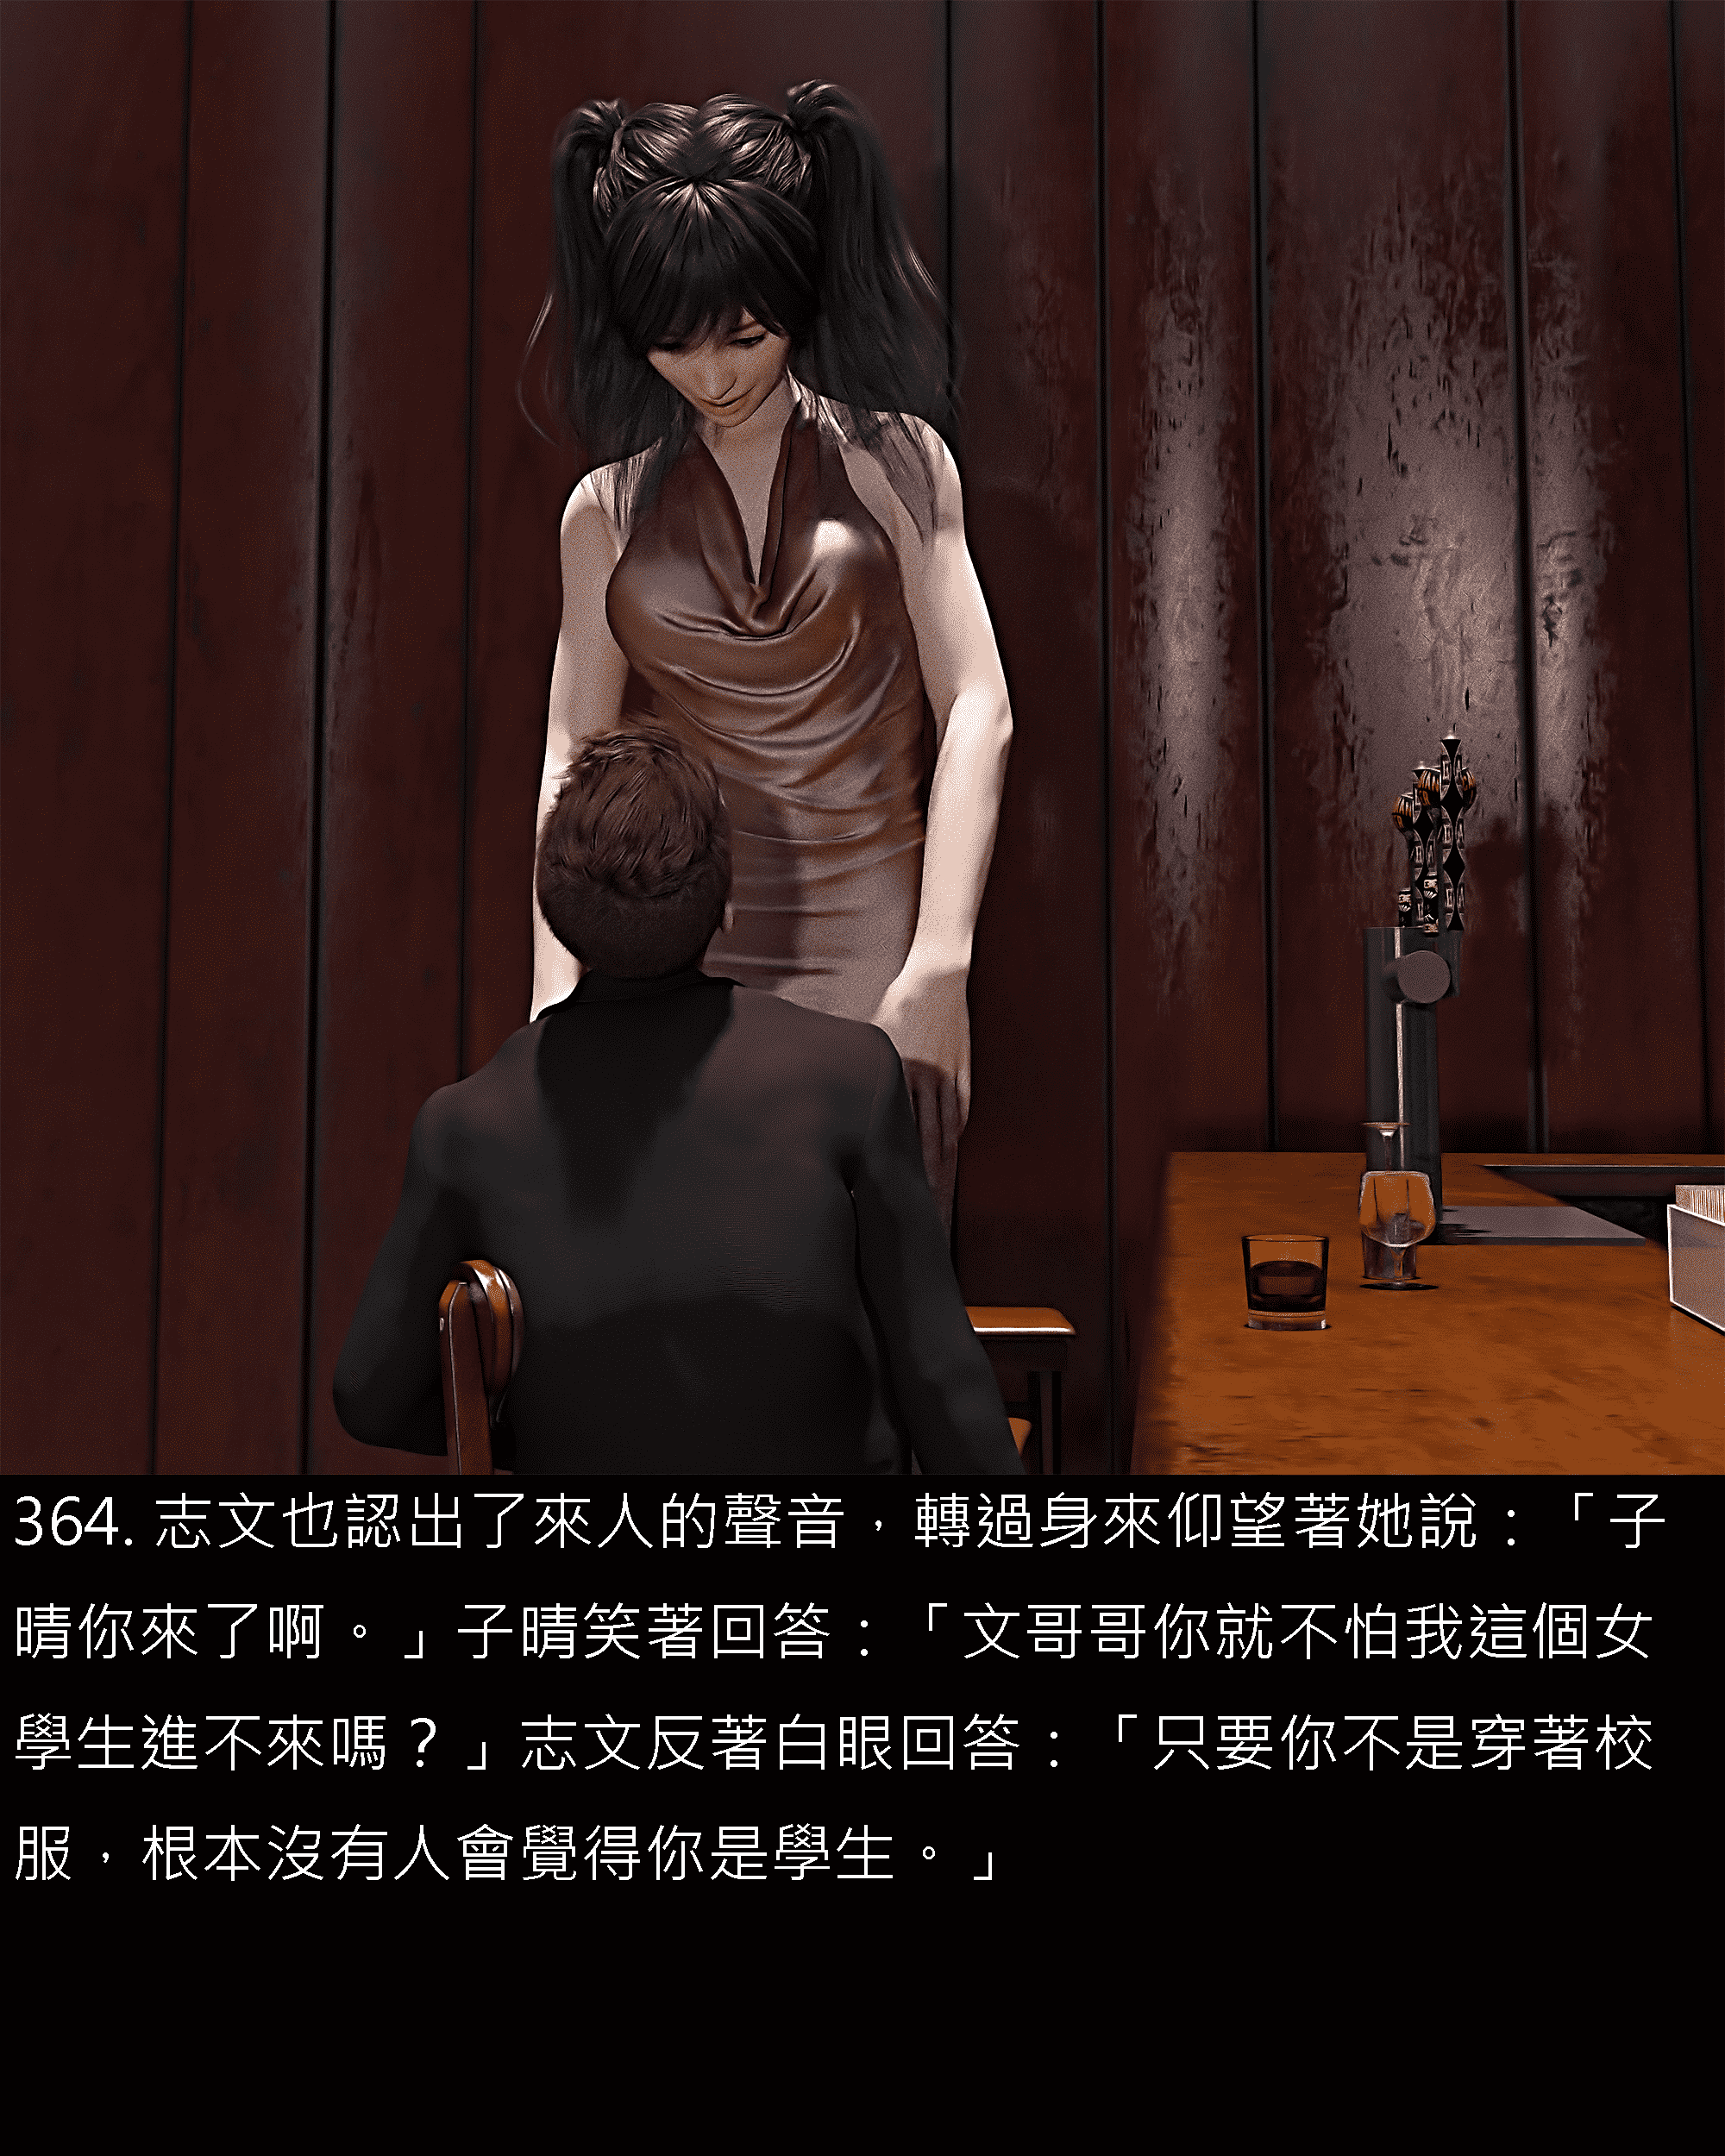 364. 志文也認出了來人的聲音，轉過身來仰望著她說：「子
晴你來了啊。」子晴笑著回答：「文哥哥你就不怕我這個女
學生進不來嗎？」志文反著白眼回答：「只要你不是穿著校
服，根本沒有人會覺得你是學生。」